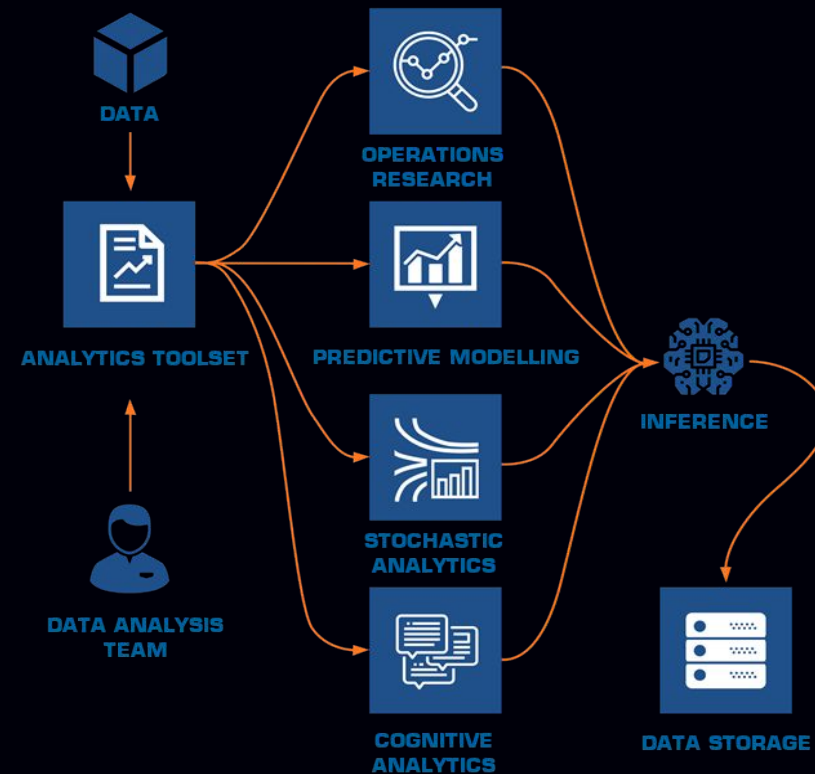 DATA
OPERATIONS
RESEARCH
ANALYTICS TOOLSET
PREDICTIVE MODELLING
INFERENCE
STOCHASTIC
ANALYTICS
DATA ANALYSIS
TEAM
COGNITIVE
ANALYTICS
DATA STORAGE